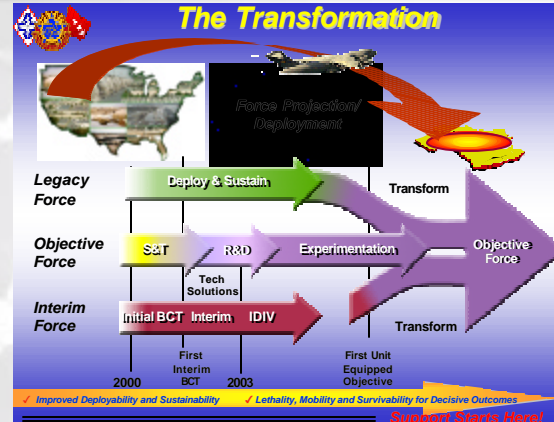 The Transformation
Force Projection/
Deployment
Legacy
Force
Deploy & Sustain
Transform
Objective
Force
S&T
R&D
Experimentation
Objective
Force
Tech
Solutions
Interim
Force
Initial BCT Interim IDIV
Transform
First
Interim
BCT
First Unit
Equipped
Objective
2000
2003
✓ Improved Deployability and Sustainability ✓ Lethality, Mobility and Survivability for Decisive Outcomes
Support Starts Here!